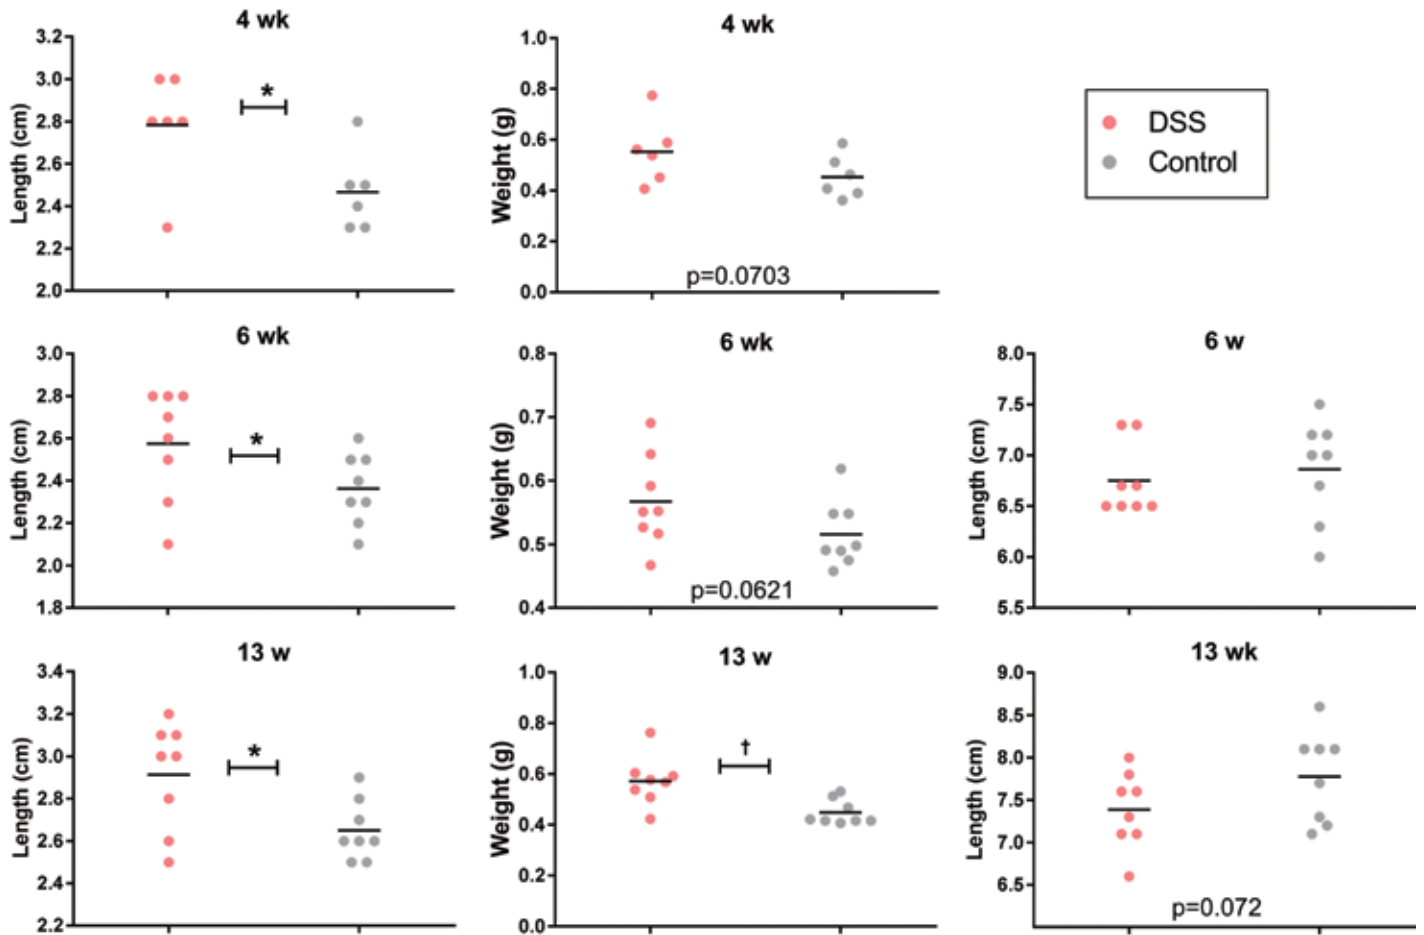 4 wk
Length (cm)
3.2
3.0
2.8
2.6
2.4
2.2
2.0
*
4 wk
Weight (g)
1.0
0.8
0.6
0.4
0.2
0.0
p=0.0703
DSS
Control
6 wk
Length (cm)
3.0
2.8
2.6
2.4
2.2
2.0
1.8
*
6 wk
Weight (g)
0.8
0.7
0.6
0.5
0.4
p=0.0621
6 w
Length (cm)
8.0
7.5
7.0
6.5
6.0
5.5
13 w
Length (cm)
3.4
3.2
3.0
2.8
2.6
2.4
2.2
*
13 w
Weight (g)
1.0
0.8
0.6
0.4
0.2
0.0
†
13 wk
Length (cm)
9.0
8.5
8.0
7.5
7.0
6.5
p=0.072